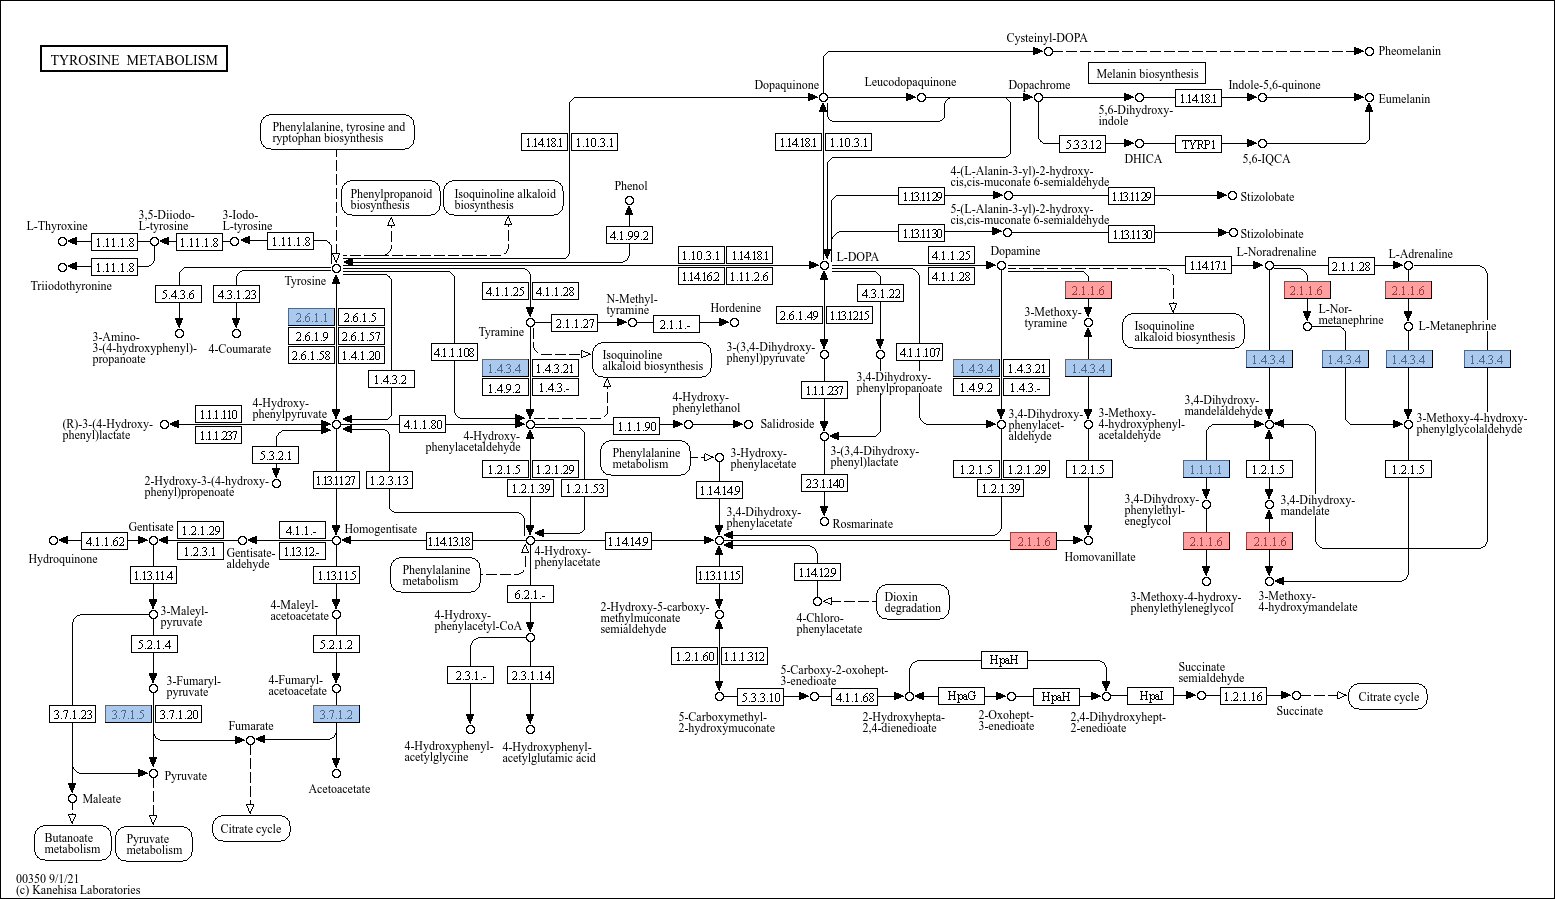 TYROSINE METABOLISM
Cysteinyl-DOPA
Pheomelanin
Melanin biosynthesis
Dopaquinone
Leucodopaquinone
Dopachrome
1.14.18.1
Indole-5,6-quinone
Eumelanin
5,6-Dihydroxy-
indole
Phenylalanine, tyrosine and
ryptophan biosynthesis
1.14.18.1
1.10.3.1
1.14.18.1
1.10.3.1
5.3.3.12
DHICA
TYRP1
5,6-IQCA
Phenylpropanoid
biosynthesis
Isoquinoline alkaloid
biosynthesis
Phenol
4-(L-Alanin-3-yl)-2-hydroxy-
cis,cis-muconate 6-semialdehyde
1.13.11.29
1.13.11.29
Stizolobate
5-(L-Alanin-3-yl)-2-hydroxy-
cis,cis-muconate 6-semialdehyde
1.13.11.30
1.13.11.30
Stizolobinate
L-Thyroxine
3,5-Diiodo-
L-tyrosine
3-Iodo-
L-tyrosine
1.11.1.8
1.11.1.8
1.11.1.8
4.1.99.2
1.11.1.8
Triiodothyronine
Tyrosine
1.10.3.1
1.14.18.1
1.14.16.2
1.11.2.6
L-DOPA
4.1.1.25
4.1.1.28
Dopamine
1.14.17.1
L-Noradrenaline
2.1.1.28
L-Adrenaline
5.4.3.6
4.3.1.23
4.1.1.25
4.1.1.28
4.3.1.22
2.1.1.6
2.1.1.6
2.1.1.6
3-Amino-
3-(4-hydroxyphenyl)-
propanoate
4-Coumarate
2.6.1.1
2.6.1.5
2.6.1.9
2.6.1.57
2.6.1.58
1.4.1.20
Tyramine
2.1.1.27
N-Methyl-
tyramine
2.1.1.-
Hordenine
2.6.1.49
1.13.12.15
3-Methoxy-
tyramine
Isoquinoline
alkaloid biosynthesis
L-Nor-
metanephrine
L-Metanephrine
4.1.1.108
1.4.3.2
1.4.3.4
1.4.3.21
1.4.9.2
1.4.3.-
Isoquinoline
alkaloid biosynthesis
3-(3,4-Dihydroxy-
phenyl)pyruvate
4.1.1.107
3,4-Dihydroxy-
phenylpropanoate
1.4.3.4
1.4.3.21
1.4.9.2
1.4.3.-
1.4.3.4
1.4.3.4
1.4.3.4
1.4.3.4
1.4.3.4
1.1.1.237
1.1.1.110
1.1.1.237
(R)-3-(4-Hydroxy-
phenyl)lactate
4-Hydroxy-
phenylpyruvate
4.1.1.80
4-Hydroxy-
phenylacetaldehyde
1.1.1.90
4-Hydroxy-
phenylethanol
Salidroside
3,4-Dihydroxy-
phenylacet-
aldehyde
3-Methoxy-
4-hydroxyphenyl-
acetaldehyde
3,4-Dihydroxy-
mandelaldehyde
3-Methoxy-4-hydroxy-
phenylglycolaldehyde
5.3.2.1
2-Hydroxy-3-(4-hydroxy-
phenyl)propenoate
1.13.11.27
1.2.3.13
1.2.1.5
1.2.1.29
1.2.1.39
1.2.1.53
Phenylalanine
metabolism
3-Hydroxy-
phenylacetate
1.14.14.9
3-(3,4-Dihydroxy-
phenyl)lactate
2.3.1.140
Rosmarinate
1.2.1.5
1.2.1.29
1.2.1.39
1.2.1.5
1.1.1.1
1.2.1.5
1.2.1.5
3,4-Dihydroxy-
phenylethyl-
eneglycol
3,4-Dihydroxy-
mandelate
Hydroquinone
4.1.1.62
Gentisate
1.2.1.29
1.2.3.1
Gentisate-
aldehyde
4.1.1.-
1.13.12.-
Homogentisate
1.14.13.18
4-Hydroxy-
phenylacetate
1.14.14.9
3,4-Dihydroxy-
phenylacetate
2.1.1.6
Homovanillate
2.1.1.6
2.1.1.6
1.13.11.4
1.13.11.5
Phenylalanine
metabolism
6.2.1.-
1.13.11.15
1.14.12.9
4-Chloro-
phenylacetate
Dioxin
degradation
3-Methoxy-4-hydroxy-
phenylethyleneglycol
3-Methoxy-
4-hydroxymandelate
3-Maleyl-
pyruvate
4-Maleyl-
acetoacetate
4-Hydroxy-
phenylacetyl-CoA
2-Hydroxy-5-carboxy-
methylmuconate
semialdehyde
5.2.1.4
5.2.1.2
2.3.1.-
2.3.1.14
1.2.1.60
1.1.1.312
HpaH
3-Fumaryl-
pyruvate
4-Fumaryl-
acetoacetate
5-Carboxymethyl-
2-hydroxymuconate
5.3.3.10
5-Carboxy-2-oxohept-
3-enedioate
4.1.1.68
2-Hydroxyhepta-
2,4-dienedioate
HpaG
2-Oxohept-
3-enedioate
HpaH
2,4-Dihydroxyhept-
2-enedioate
HpaI
Succinate
semialdehyde
1.2.1.16
Succinate
Citrate cycle
3.7.1.23
3.7.1.5
3.7.1.20
Fumarate
3.7.1.2
4-Hydroxyphenyl-
acetylglycine
4-Hydroxyphenyl-
acetylglutamic acid
Pyruvate
Acetoacetate
Maleate
Butanoate
metabolism
Pyruvate
metabolism
Citrate cycle
00350 9/1/21
(c) Kanehisa Laboratories